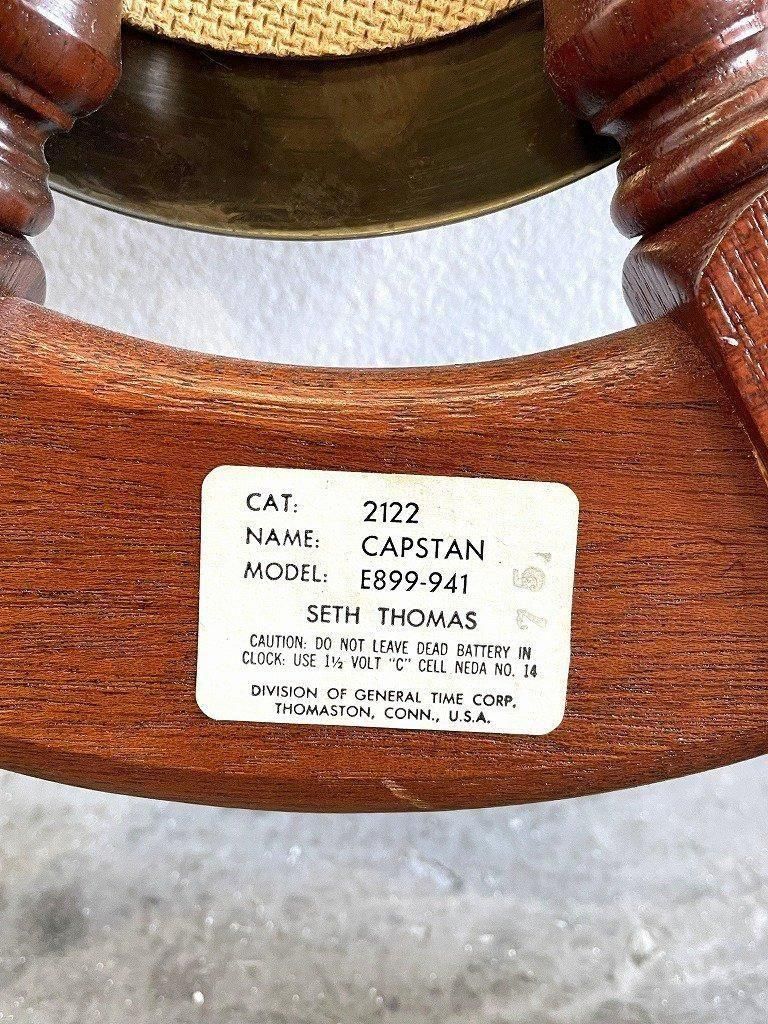 CAT: 2122
NAME: CAPSTAN
MODEL: E899-941
SETH THOMAS
CAUTION: DO NOT LEAVE DEAD BATTERY IN
CLOCK: USE 1½ VOLT "C" CELL NEDA NO. 14
DIVISION OF GENERAL TIME CORP.
THOMASTON, CONN., U.S.A.